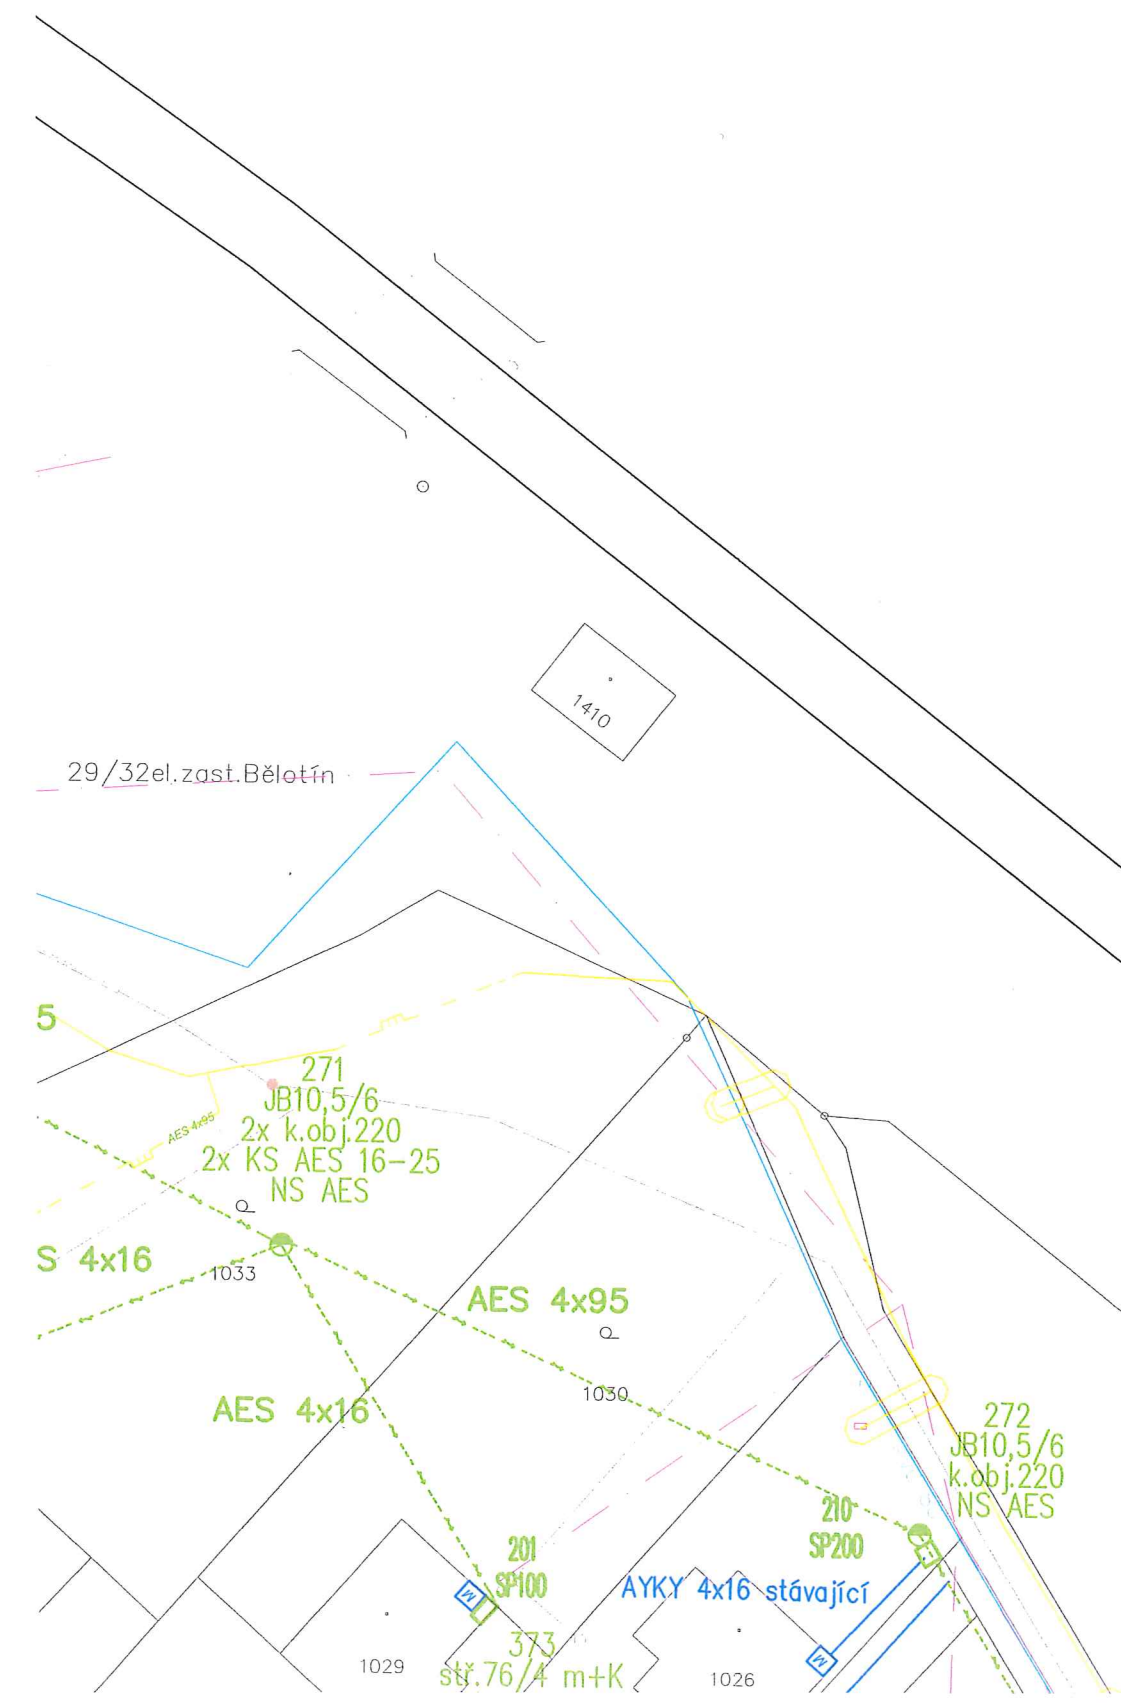 1410
29/32el.zast.Bělotín
5
271
JB10,5/6
2x k.obj.220
2x KS AES 16-25
NS AES
AES 4x95
S 4x16
1033
AES 4x95
AES 4x16
1030
272
JB10,5/6
k.obj.220
NS AES
210
SP200
201
SP100
AYKY 4x16 stávající
M
M
373
stř.76/4 m+K
1029
1026